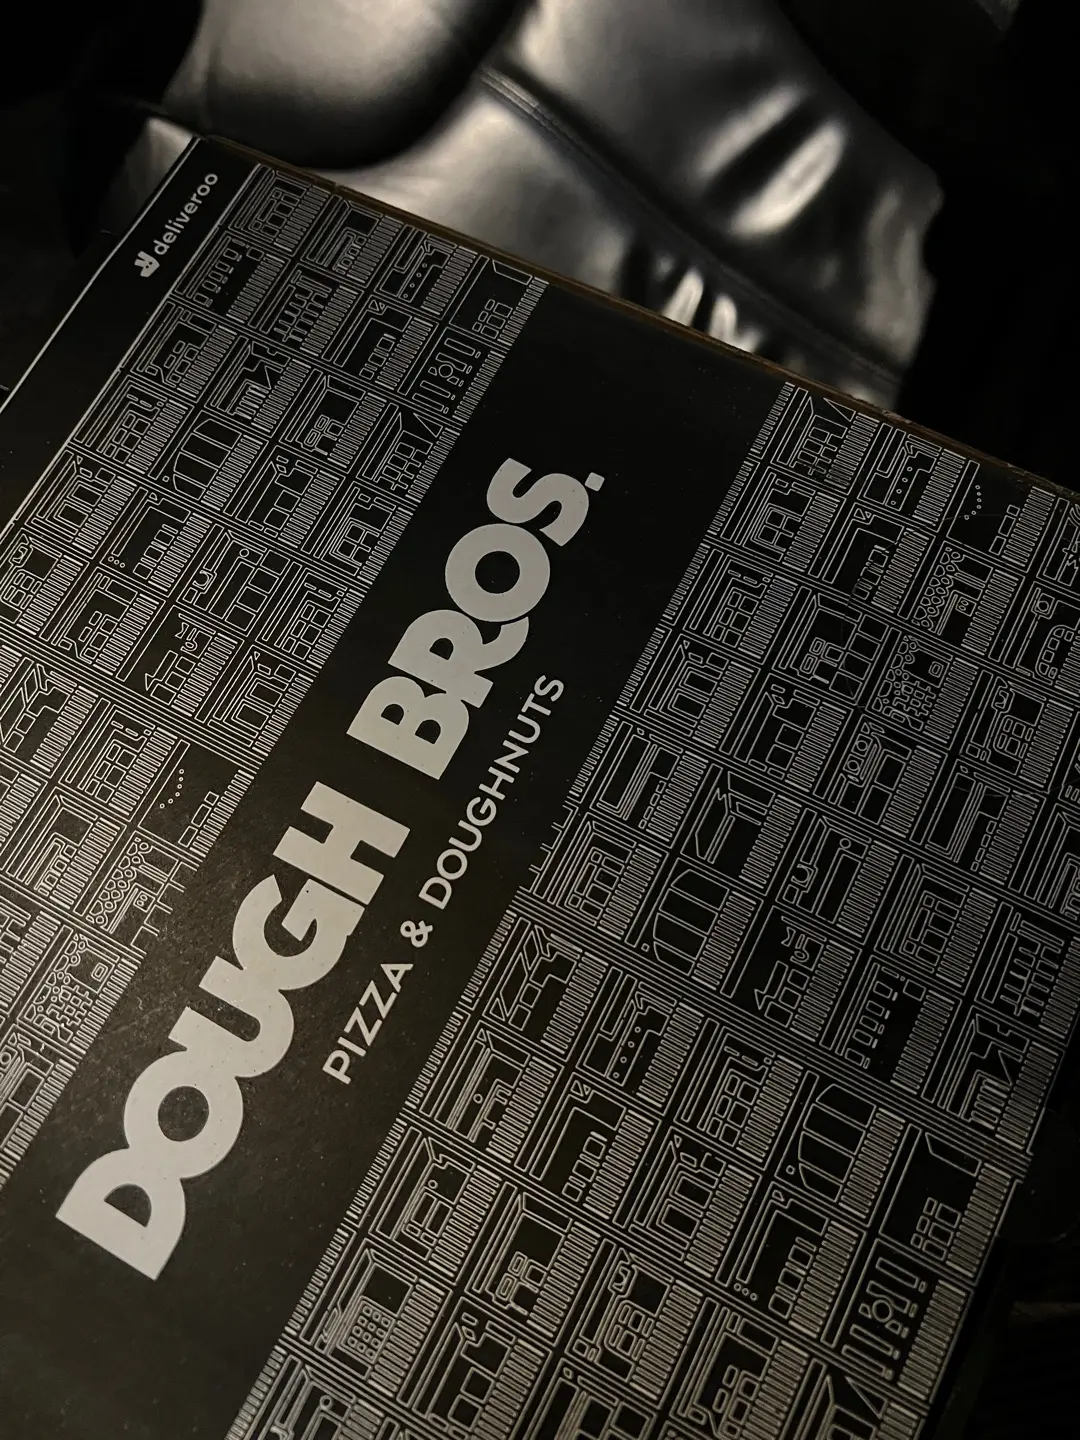 deliveroo
DOUGH BROS.
PIZZA & DOUGHNUTS